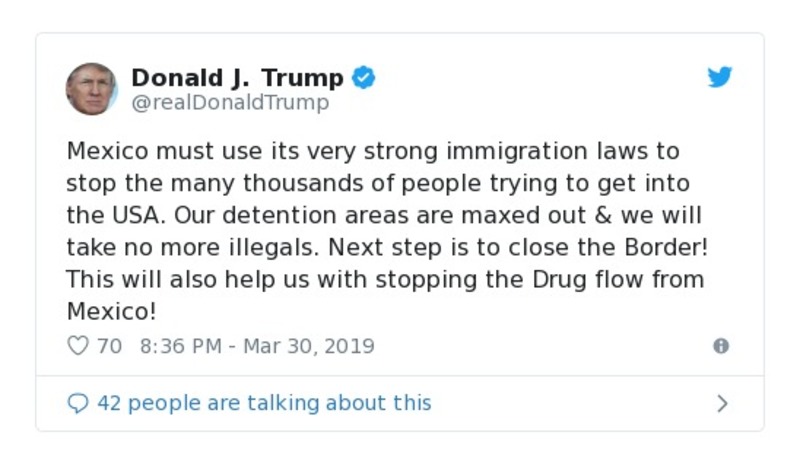 Donald J. Trump
@realDonaldTrump
Mexico must use its very strong immigration laws to
stop the many thousands of people trying to get into
the USA. Our detention areas are maxed out & we will
take no more illegals. Next step is to close the Border!
This will also help us with stopping the Drug flow from
Mexico!
70 8:36 PM - Mar 30, 2019
42 people are talking about this